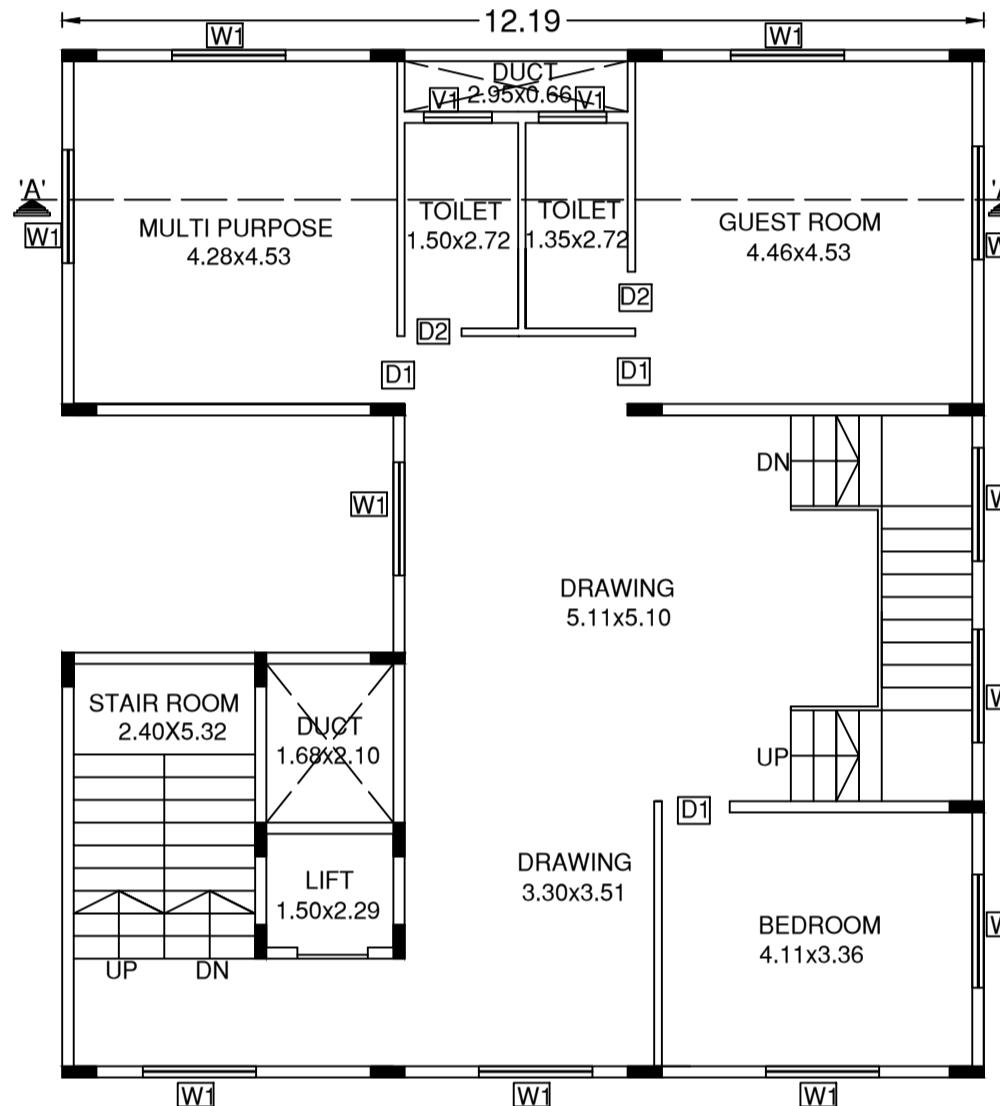 12.19
W1
W1
DUCT
2.95x0.66
V1
V1
'A'
W1
MULTI PURPOSE
4.28x4.53
TOILET
1.50x2.72
TOILET
1.35x2.72
GUEST ROOM
4.46x4.53
D2
D2
D1
D1
W1
DN
DRAWING
5.11x5.10
STAIR ROOM
2.40X5.32
DUCT
1.68x2.10
UP
D1
LIFT
1.50x2.29
DRAWING
3.30x3.51
BEDROOM
4.11x3.36
UP
DN
W1
W1
W1